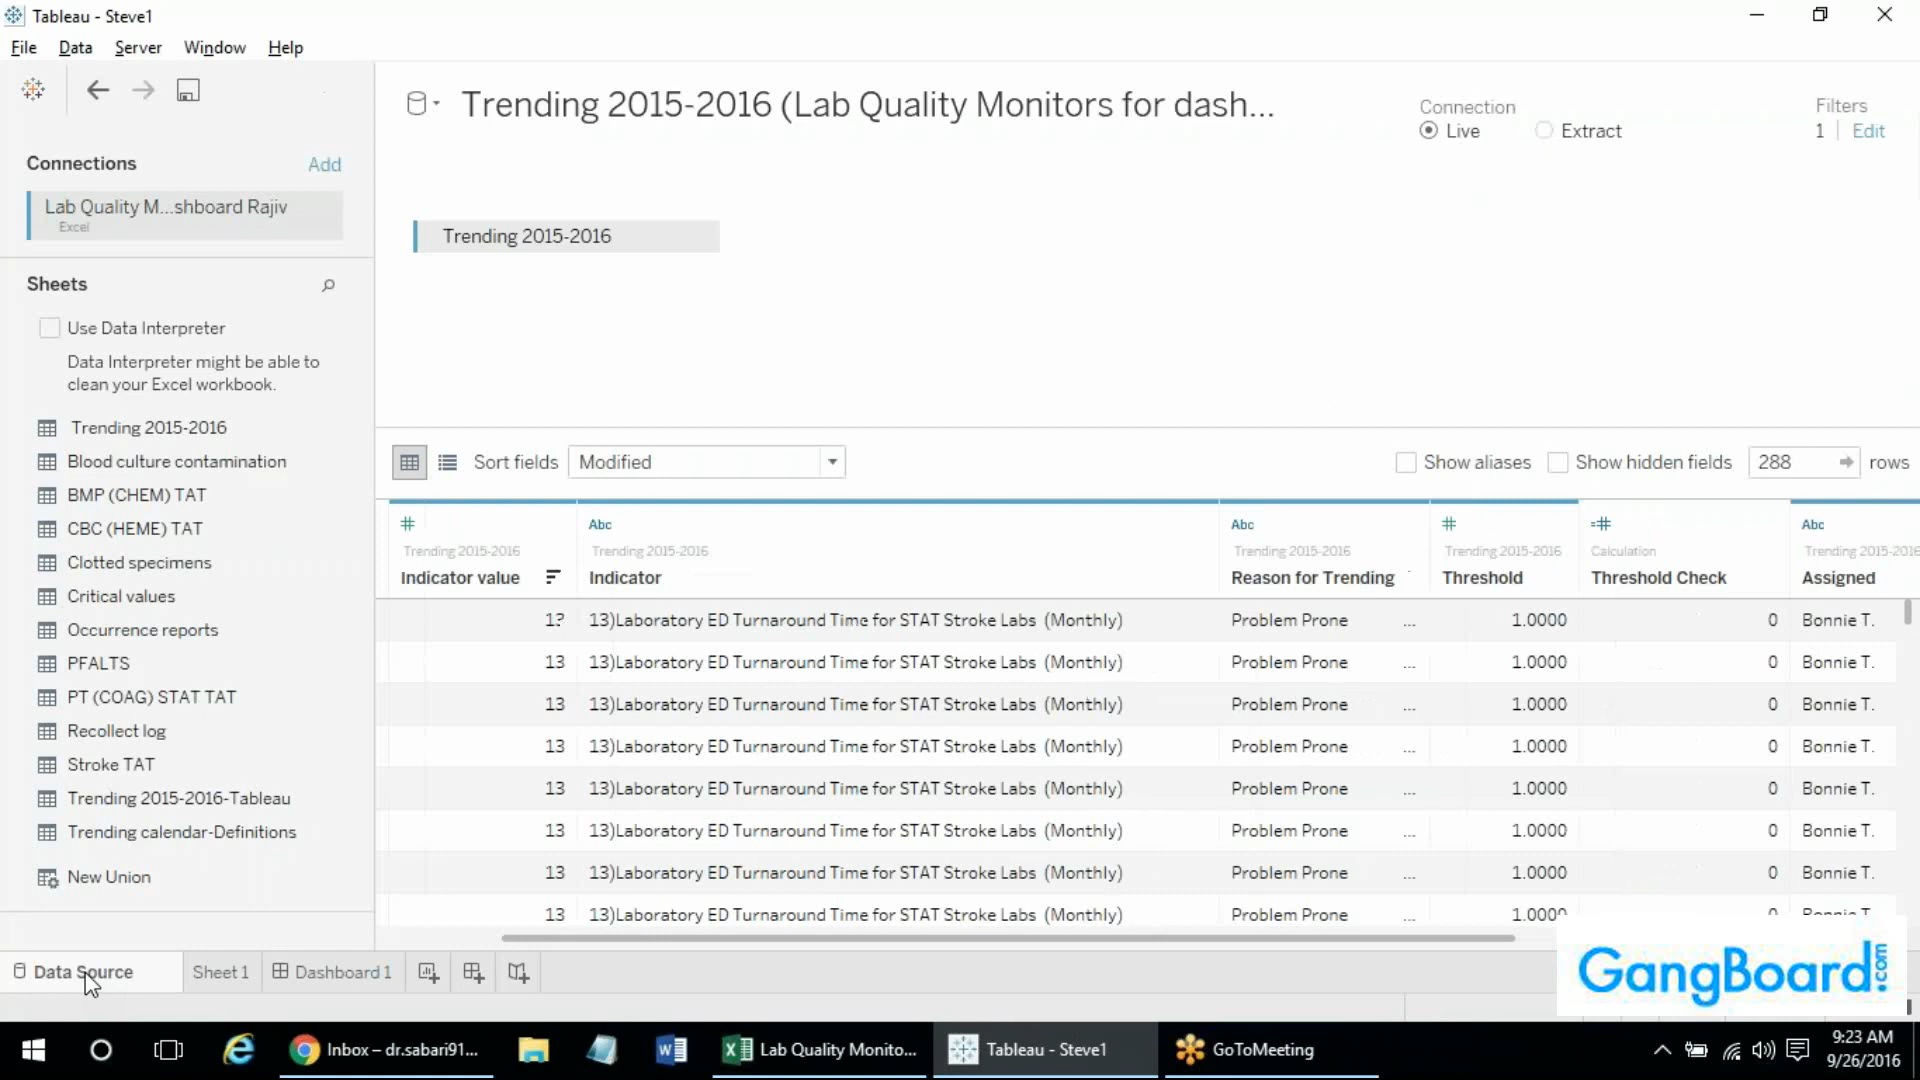 Tableau - Steve1
File Data Server Window Help
Trending 2015-2016 (Lab Quality Monitors for dash...
Connection
Live Extract
Filters
1 Edit
Connections Add
Lab Quality M...shboard Rajiv
Excel
Trending 2015-2016
Sheets
Use Data Interpreter
Data Interpreter might be able to
clean your Excel workbook.
Trending 2015-2016
Blood culture contamination
BMP (CHEM) TAT
CBC (HEME) TAT
Clotted specimens
Critical values
Occurrence reports
PFALTS
PT (COAG) STAT TAT
Recollect log
Stroke TAT
Trending 2015-2016-Tableau
Trending calendar-Definitions
New Union
Sort fields Modified Show aliases Show hidden fields 288 rows
# Abc Abc # =# Abc
Trending 2015-2016 Trending 2015-2016 Trending 2015-2016 Trending 2015-2016 Calculation Trending 2015-2016
Indicator value Indicator Reason for Trending Threshold Threshold Check Assigned
13)Laboratory ED Turnaround Time for STAT Stroke Labs (Monthly) Problem Prone ... 1.0000 0 Bonnie T.
13 13)Laboratory ED Turnaround Time for STAT Stroke Labs (Monthly) Problem Prone ... 1.0000 0 Bonnie T.
13 13)Laboratory ED Turnaround Time for STAT Stroke Labs (Monthly) Problem Prone ... 1.0000 0 Bonnie T.
13 13)Laboratory ED Turnaround Time for STAT Stroke Labs (Monthly) Problem Prone ... 1.0000 0 Bonnie T.
13 13)Laboratory ED Turnaround Time for STAT Stroke Labs (Monthly) Problem Prone ... 1.0000 0 Bonnie T.
13 13)Laboratory ED Turnaround Time for STAT Stroke Labs (Monthly) Problem Prone ... 1.0000 0 Bonnie T.
13 13)Laboratory ED Turnaround Time for STAT Stroke Labs (Monthly) Problem Prone ... 1.0000 0 Bonnie T.
13 13)Laboratory ED Turnaround Time for STAT Stroke Labs (Monthly) Problem Prone ... 1.0000 0 Bonnie T.
Data Source Sheet 1 Dashboard 1
GangBoard.com
Inbox – dr.sabari91... Lab Quality Monito... Tableau - Steve1 GoToMeeting
9:23 AM
9/26/2016